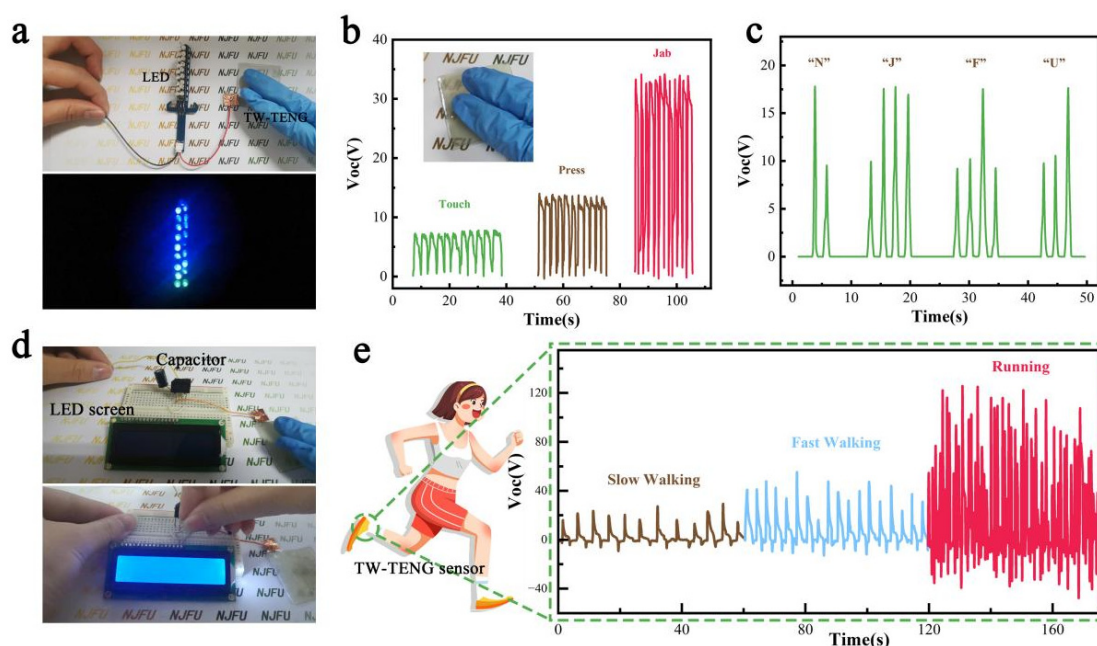 a
LED
TW-TENG
NJFU
b
Voc(V)
40
30
20
10
0
Touch
Press
Jab
NJFU
0 20 40 60 80 100
Time(s)
c
Voc(V)
20
15
10
5
0
“N” “J” “F” “U”
0 10 20 30 40 50
Time(s)
d
Capacitor
LED screen
NJFU
e
TW-TENG sensor
Voc(V)
120
80
40
0
−40
Slow Walking
Fast Walking
Running
0 40 80 120 160
Time(s)